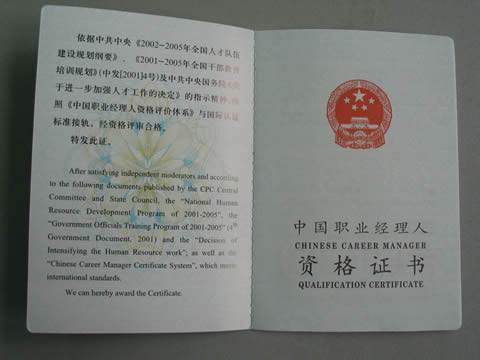 依据中共中央《2002-2005年全国人才队伍
建设规划纲要》、《2001-2005年全国干部教育
培训规划》(中发[2001]4号)及中共中央国务院《关
于进一步加强人才工作的决定》的指示精神,按
照《中国职业经理人资格评价体系》与国际认证
标准接轨。经资格评审合格。
特发此证。
After satisfying independent moderators and according
to the following documents published by the CPC Central
Committee and State Council, the "National Human
Resource Development Program of 2001-2005", the
"Government Officials Training Program of 2001-2005" (4th
Government Document, 2001) and the "Decision of
Intensifying the Human Resource work"; as well as the
"Chinese Career Manager Certificate System", which meets
international standards.
We can hereby award the Certificate.
中国职业经理人
CHINESE CAREER MANAGER
资格证书
QUALIFICATION CERTIFICATE